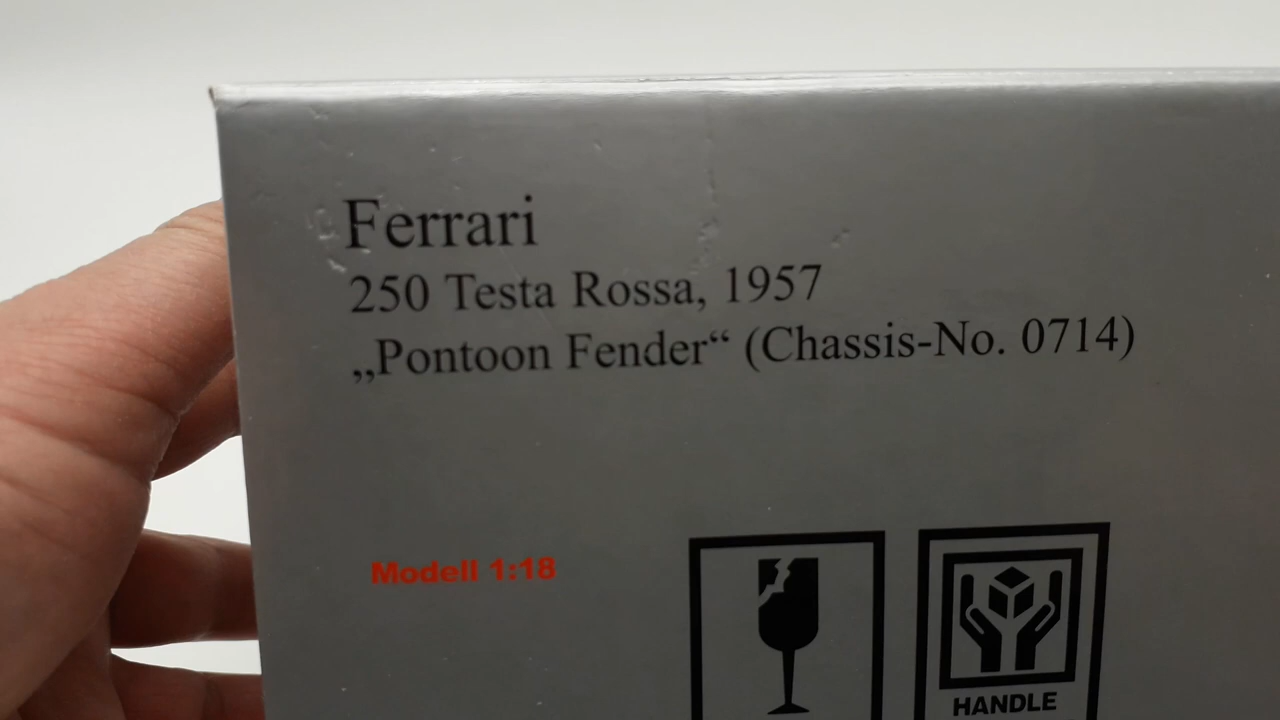 Ferrari
250 Testa Rossa, 1957
„Pontoon Fender“ (Chassis-No. 0714)
Modell 1:18
HANDLE